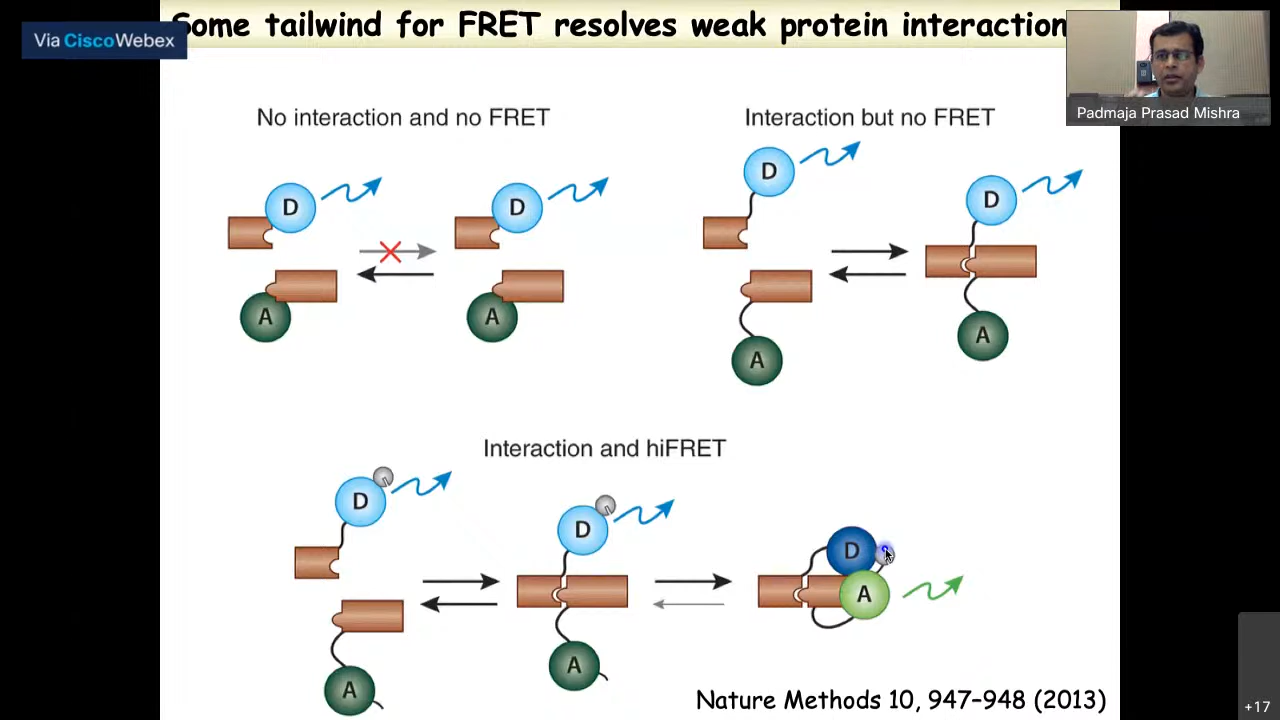 Some tailwind for FRET resolves weak protein interaction
Via CiscoWebex
Padmaja Prasad Mishra
No interaction and no FRET
Interaction but no FRET
D
D
D
D
A
A
A
A
Interaction and hiFRET
D
D
D
A
A
A
Nature Methods 10, 947–948 (2013)
+17